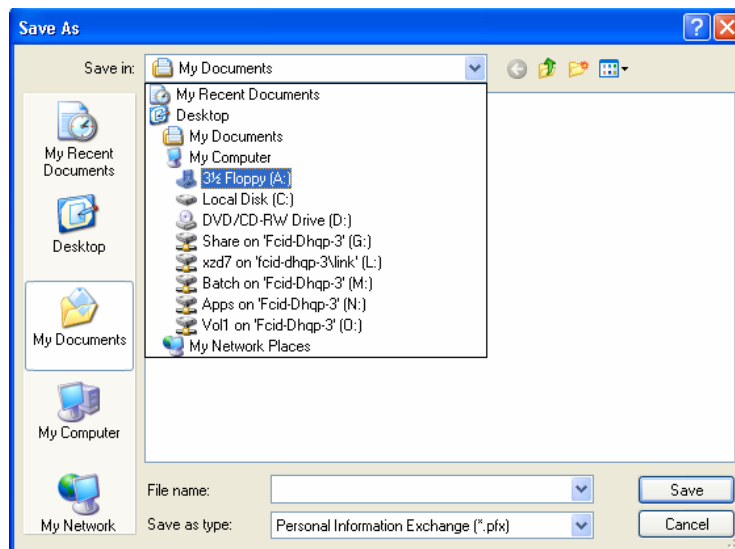 Save As
Save in:
My Documents
My Recent Documents
Desktop
My Documents
My Computer
3½ Floppy (A:)
Local Disk (C:)
DVD/CD-RW Drive (D:)
Share on 'Fcid-Dhqp-3' (G:)
xzd7 on 'fcid-dhqp-3\link' (L:)
Batch on 'Fcid-Dhqp-3' (M:)
Apps on 'Fcid-Dhqp-3' (N:)
Vol1 on 'Fcid-Dhqp-3' (O:)
My Network Places
My Recent
Documents
Desktop
My Documents
My Computer
My Network
File name:
Save
Save as type:
Personal Information Exchange (*.pfx)
Cancel